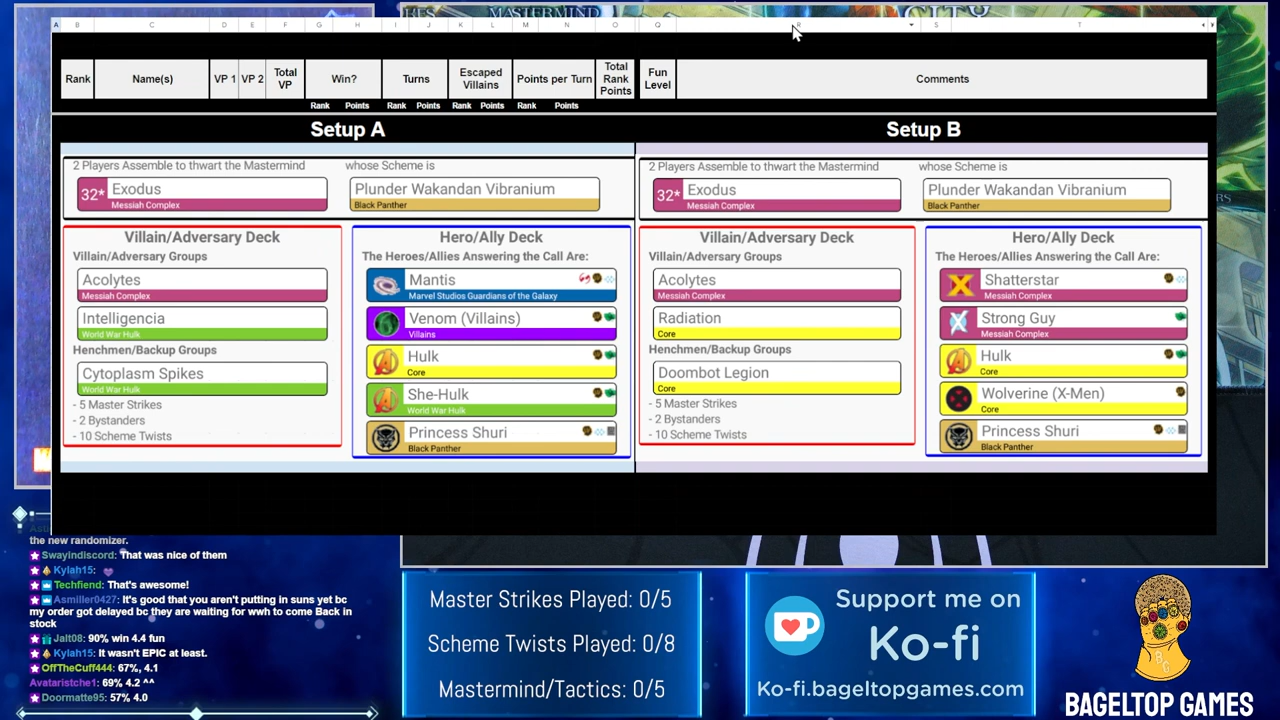 MASTERMIND
CITY
A B C D E F G H I J K L M N O Q R S T
Rank Name(s) VP 1 VP 2 Total VP Win? Turns Escaped Villains Points per Turn Total Rank Points Fun Level Comments
Rank Points Rank Points Rank Points Rank Points
Setup A
2 Players Assemble to thwart the Mastermind whose Scheme is
32* Exodus
Messiah Complex
Plunder Wakandan Vibranium
Black Panther
Villain/Adversary Deck
Villain/Adversary Groups
Acolytes
Messiah Complex
Intelligencia
World War Hulk
Henchmen/Backup Groups
Cytoplasm Spikes
World War Hulk
- 5 Master Strikes
- 2 Bystanders
- 10 Scheme Twists
Hero/Ally Deck
The Heroes/Allies Answering the Call Are:
Mantis
Marvel Studios Guardians of the Galaxy
Venom (Villains)
Villains
Hulk
Core
She-Hulk
World War Hulk
Princess Shuri
Black Panther
Setup B
2 Players Assemble to thwart the Mastermind whose Scheme is
32* Exodus
Messiah Complex
Plunder Wakandan Vibranium
Black Panther
Villain/Adversary Deck
Villain/Adversary Groups
Acolytes
Messiah Complex
Radiation
Core
Henchmen/Backup Groups
Doombot Legion
Core
- 5 Master Strikes
- 2 Bystanders
- 10 Scheme Twists
Hero/Ally Deck
The Heroes/Allies Answering the Call Are:
Shatterstar
Messiah Complex
Strong Guy
Messiah Complex
Hulk
Core
Wolverine (X-Men)
Core
Princess Shuri
Black Panther
the new randomizer.
Swayindiscord: That was nice of them
Kylah15:
Techfiend: That's awesome!
Asmiller0427: It's good that you aren't putting in suns yet bc
my order got delayed bc they are waiting for wwh to come Back in
stock
Jalt08: 90% win 4.4 fun
Kylah15: It wasn't EPIC at least.
OffTheCuff444: 67%, 4.1
Avataristche1: 69% 4.2 ^^
Doormatte95: 57% 4.0
Master Strikes Played: 0/5
Scheme Twists Played: 0/8
Mastermind/Tactics: 0/5
Support me on
Ko-fi
Ko-fi.bageltopgames.com
BAGELTOP GAMES